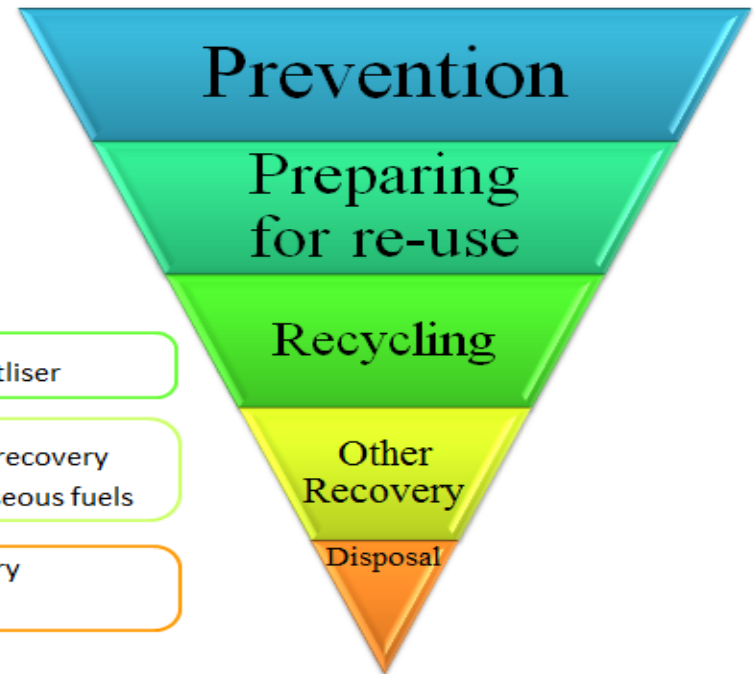 Prevention
Preparing
for re-use
Recycling
Other
Recovery
Disposal
tliser
recovery
eous fuels
ry